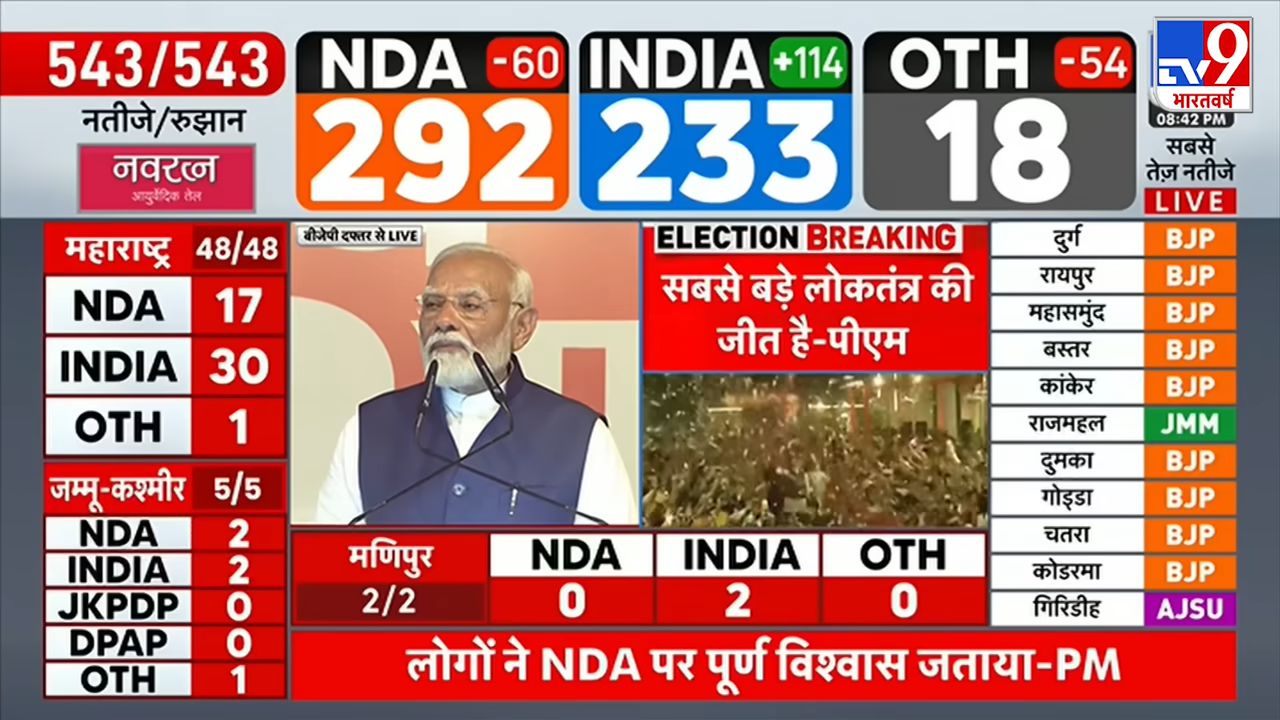 543/543
नतीजे/रुझान
नवरत्न
आयुर्वेदिक तेल
NDA -60
292
INDIA +114
233
OTH -54
18
TV9
भारतवर्ष
08:42 PM
सबसे
तेज़ नतीजे
LIVE
महाराष्ट्र 48/48
NDA 17
INDIA 30
OTH 1
जम्मू-कश्मीर 5/5
NDA 2
INDIA 2
JKPDP 0
DPAP 0
OTH 1
बीजेपी दफ्तर से LIVE
ELECTION BREAKING
सबसे बड़े लोकतंत्र की
जीत है-पीएम
मणिपुर NDA INDIA OTH
2/2 0 2 0
दुर्ग BJP
रायपुर BJP
महासमुंद BJP
बस्तर BJP
कांकेर BJP
राजमहल JMM
दुमका BJP
गोड्डा BJP
चतरा BJP
कोडरमा BJP
गिरिडीह AJSU
लोगों ने NDA पर पूर्ण विश्वास जताया-PM